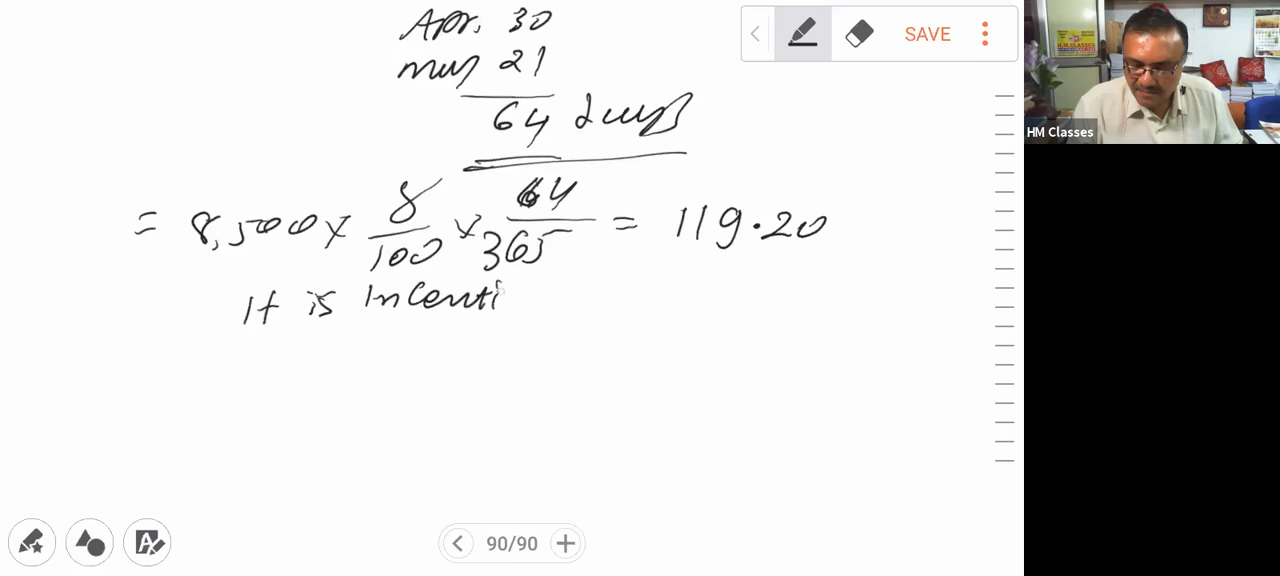 Apr. 30
may 21
64 days
= 8,500 x 8/100 x 64/365 = 119.20
It is Incenti
SAVE
HM Classes
90/90